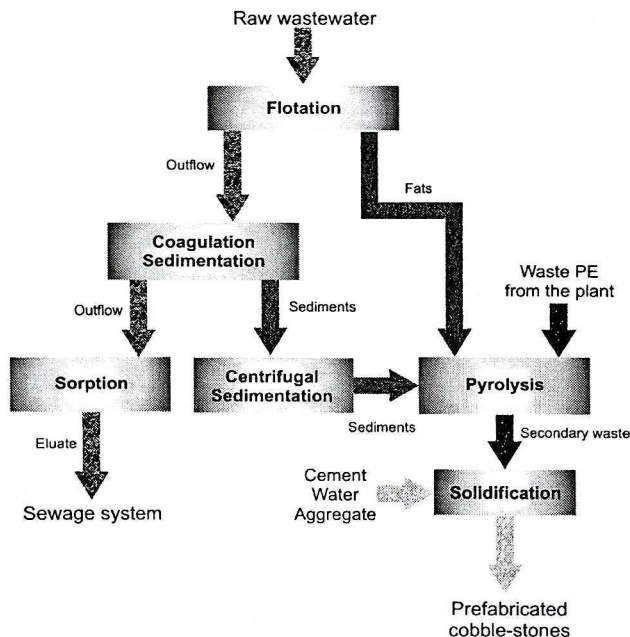 Raw wastewater
Flotation
Outflow
Fats
Coagulation
Sedimentation
Waste PE
from the plant
Outflow
Sediments
Sorption
Centrifugal
Sedimentation
Pyrolysis
Sediments
Eluate
Secondary waste
Cement
Water
Aggregate
Solidification
Sewage system
Prefabricated
cobble-stones